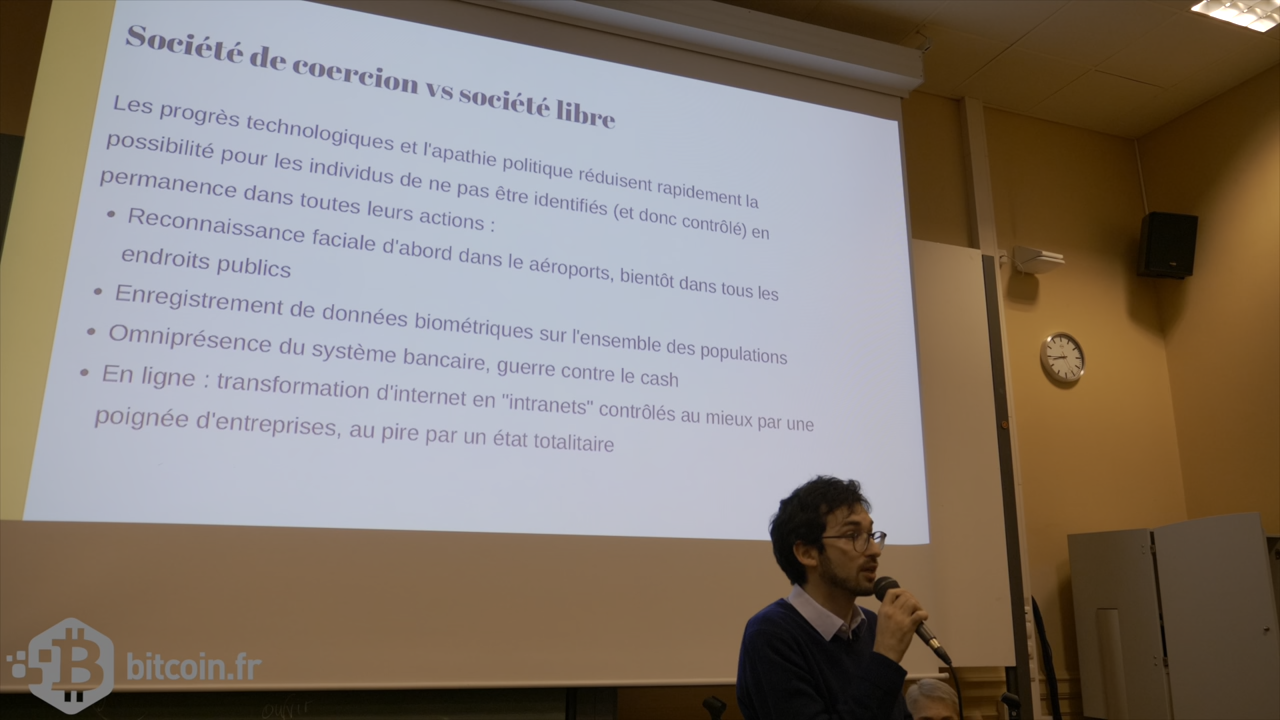 Société de coercion vs société libre
Les progrès technologiques et l'apathie politique réduisent rapidement la
possibilité pour les individus de ne pas être identifiés (et donc contrôlé) en
permanence dans toutes leurs actions :
• Reconnaissance faciale d'abord dans le aéroports, bientôt dans tous les
endroits publics
• Enregistrement de données biométriques sur l'ensemble des populations
• Omniprésence du système bancaire, guerre contre le cash
• En ligne : transformation d'internet en "intranets" contrôlés au mieux par une
poignée d'entreprises, au pire par un état totalitaire
bitcoin.fr